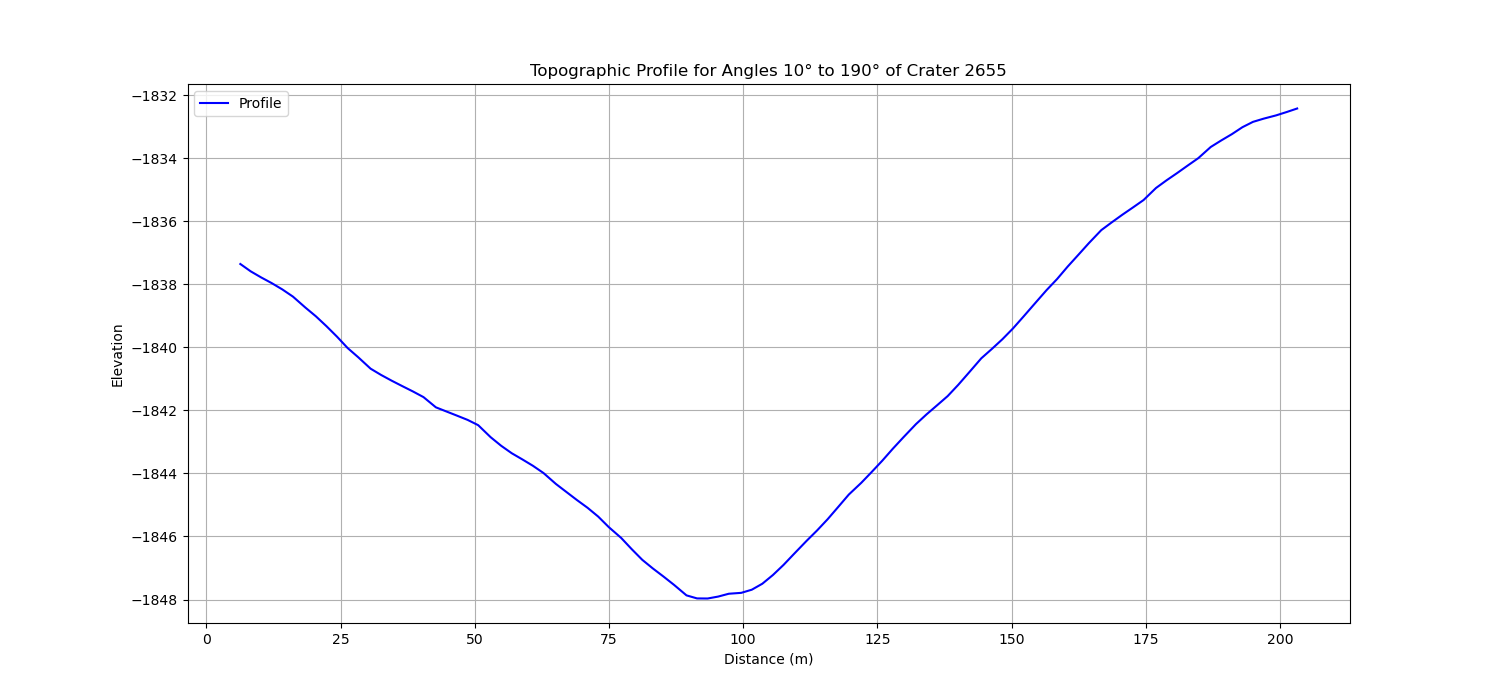 Topographic Profile for Angles 10° to 190° of Crater 2655
Profile
−1832
−1834
−1836
−1838
−1840
−1842
−1844
−1846
−1848
Elevation
0 25 50 75 100 125 150 175 200
Distance (m)